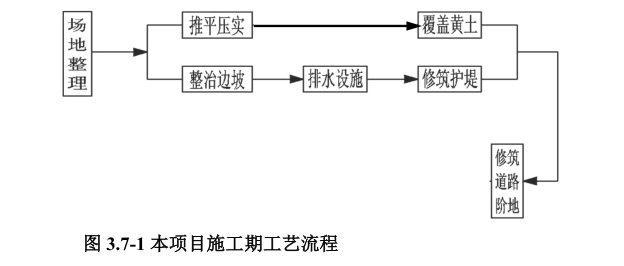 场地整理
推平压实
覆盖黄土
整治边坡
排水设施
修筑护堤
修筑
道路
阶地
图 3.7-1 本项目施工期工艺流程